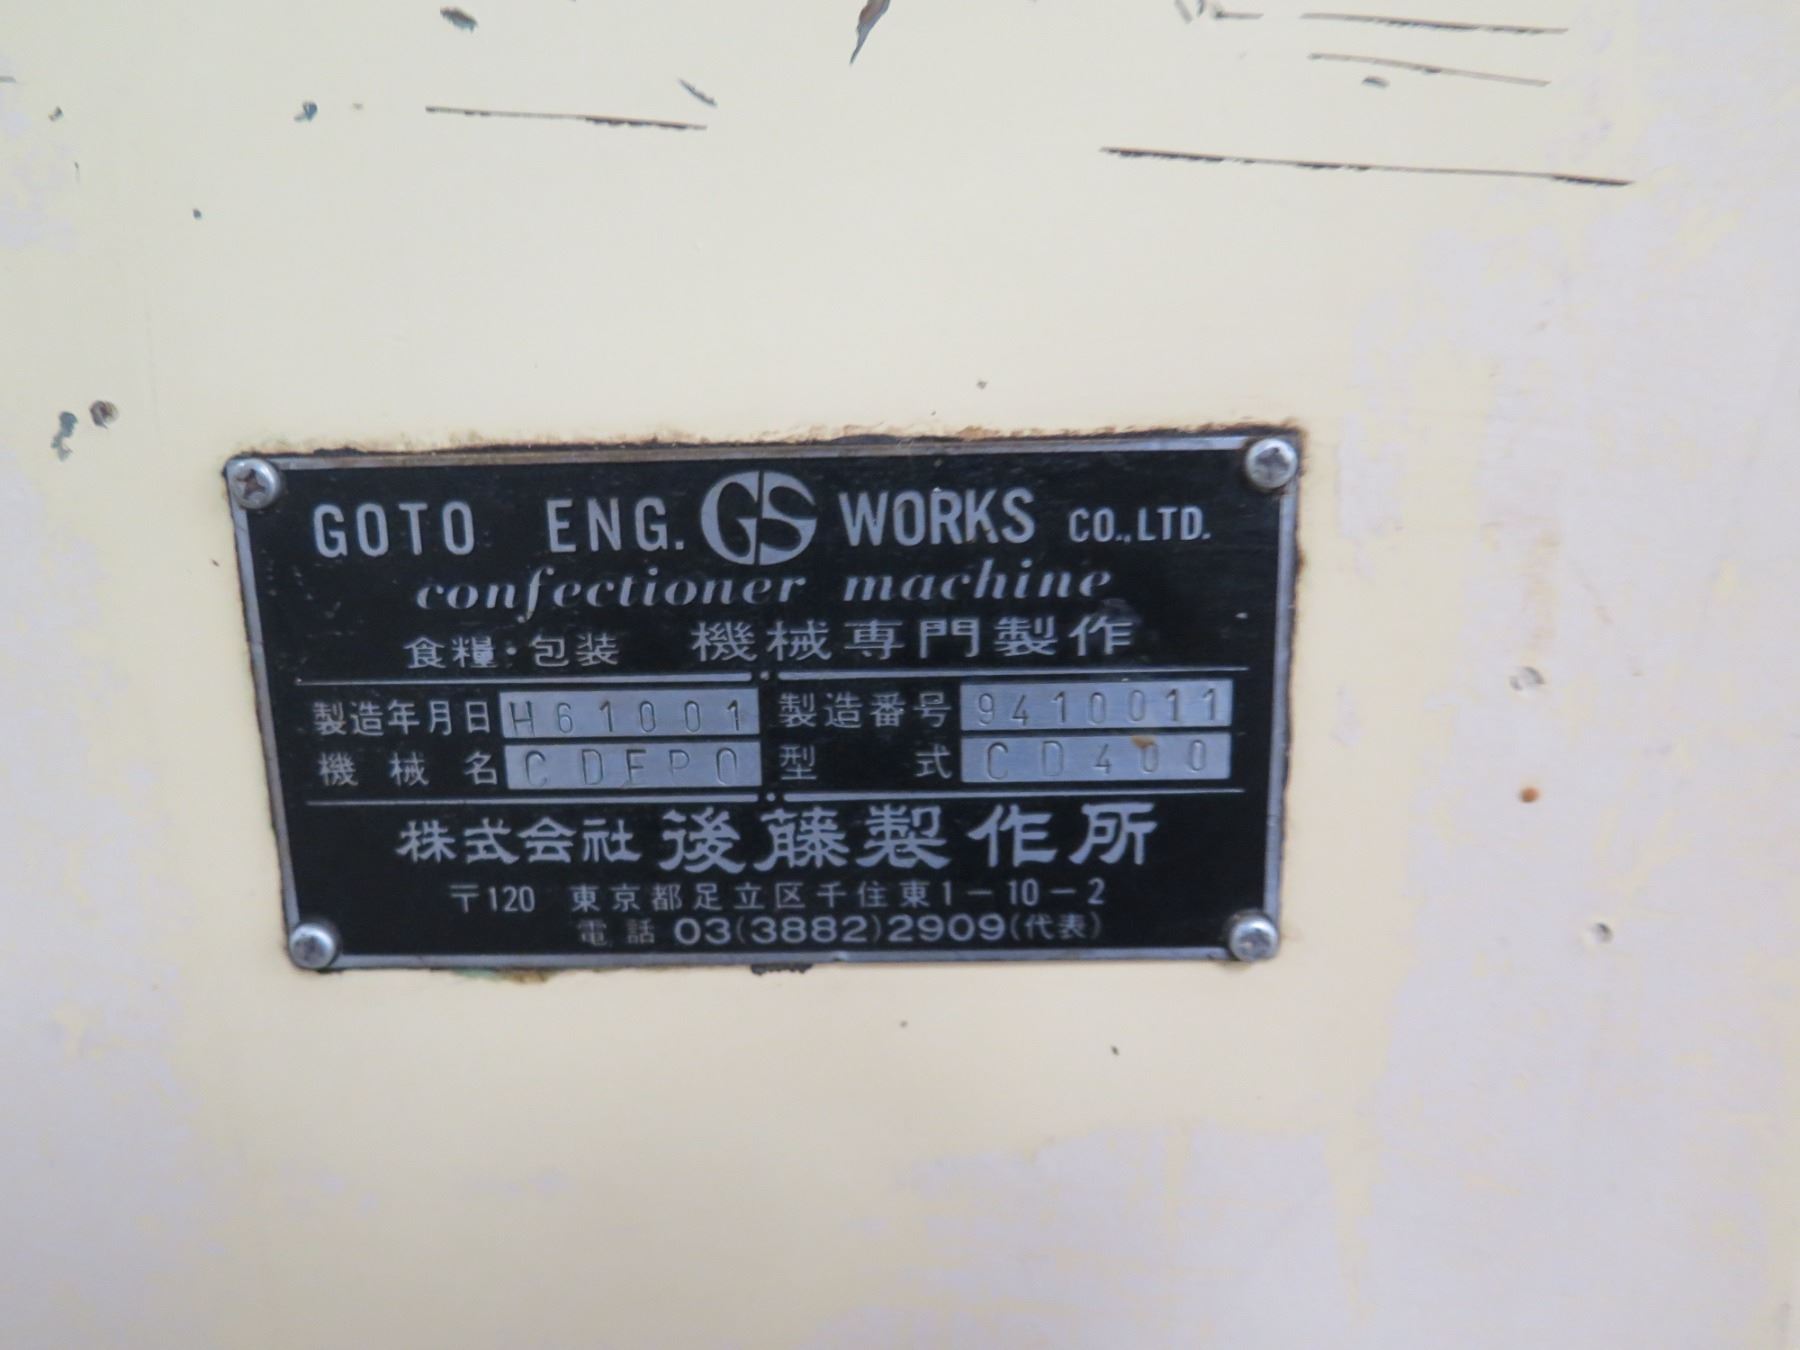 GOTO ENG. GS WORKS CO.,LTD.
confectioner machine
食糧・包装 機械専門製作
製造年月日 H61001 製造番号 9410011
機械名 CDEPO 型式 CD400
株式会社 後藤製作所
〒120 東京都足立区千住東1-10-2
電話 03(3882)2909(代表)